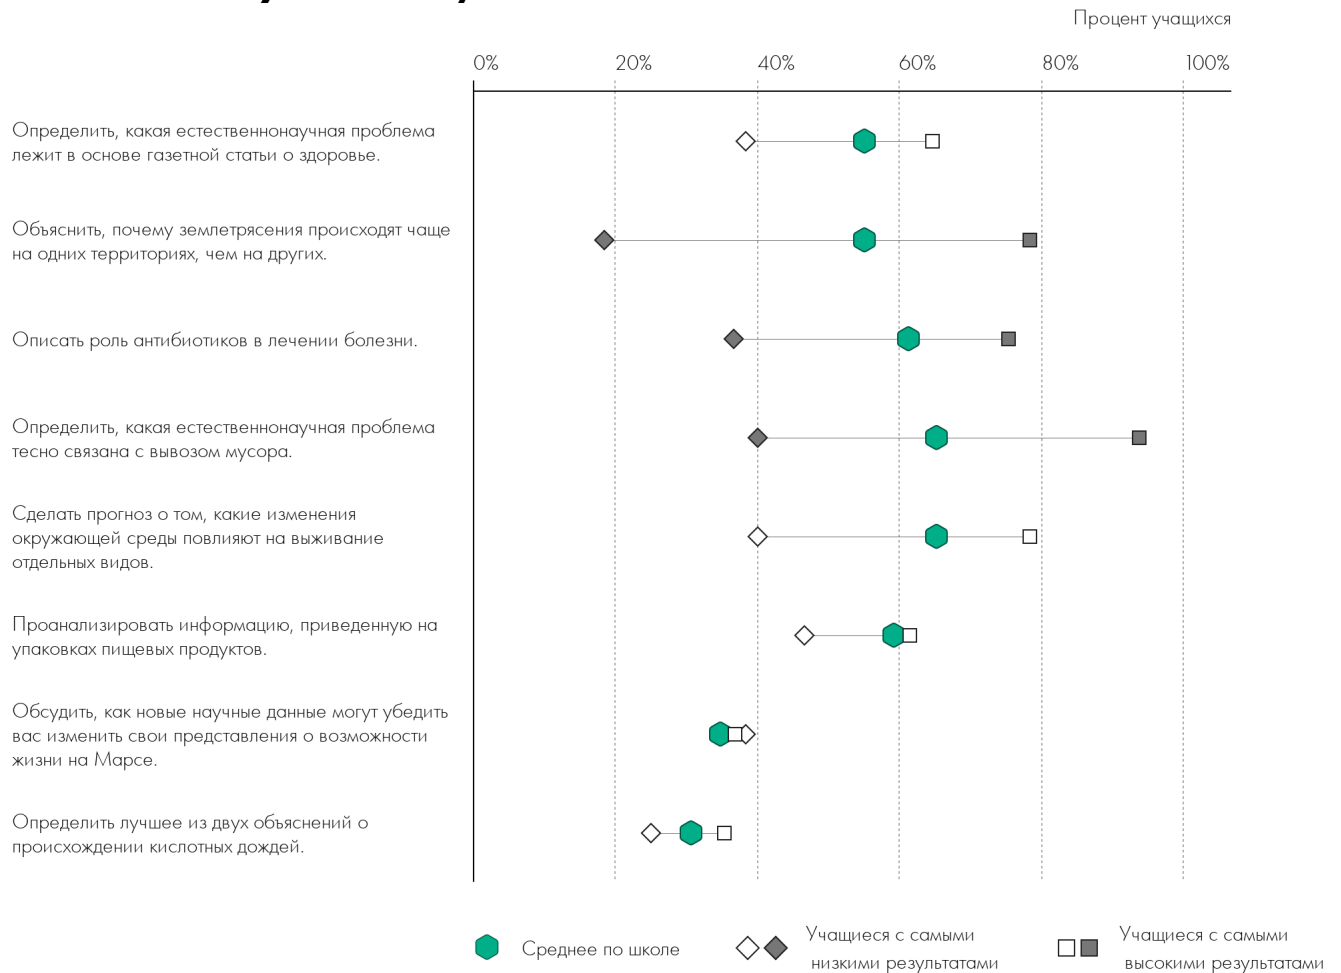 Процент учащихся
0% 20% 40% 60% 80% 100%
Определить, какая естественнонаучная проблема
лежит в основе газетной статьи о здоровье.
Объяснить, почему землетрясения происходят чаще
на одних территориях, чем на других.
Описать роль антибиотиков в лечении болезни.
Определить, какая естественнонаучная проблема
тесно связана с вывозом мусора.
Сделать прогноз о том, какие изменения
окружающей среды повлияют на выживание
отдельных видов.
Проанализировать информацию, приведенную на
упаковках пищевых продуктов.
Обсудить, как новые научные данные могут убедить
вас изменить свои представления о возможности
жизни на Марсе.
Определить лучшее из двух объяснений о
происхождении кислотных дождей.
Среднее по школе
Учащиеся с самыми
низкими результатами
Учащиеся с самыми
высокими результатами